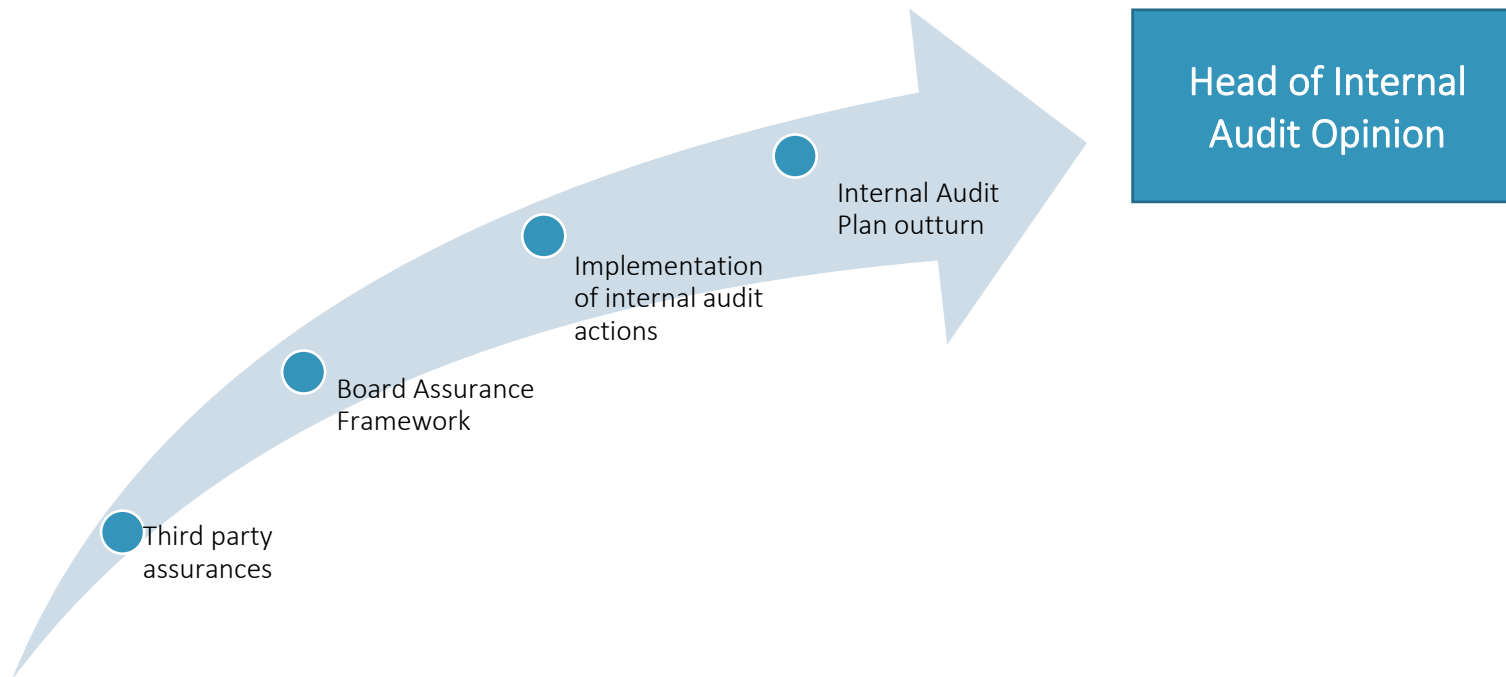 Head of Internal
Audit Opinion
Internal Audit
Plan outturn
Implementation
of internal audit
actions
Board Assurance
Framework
Third party
assurances